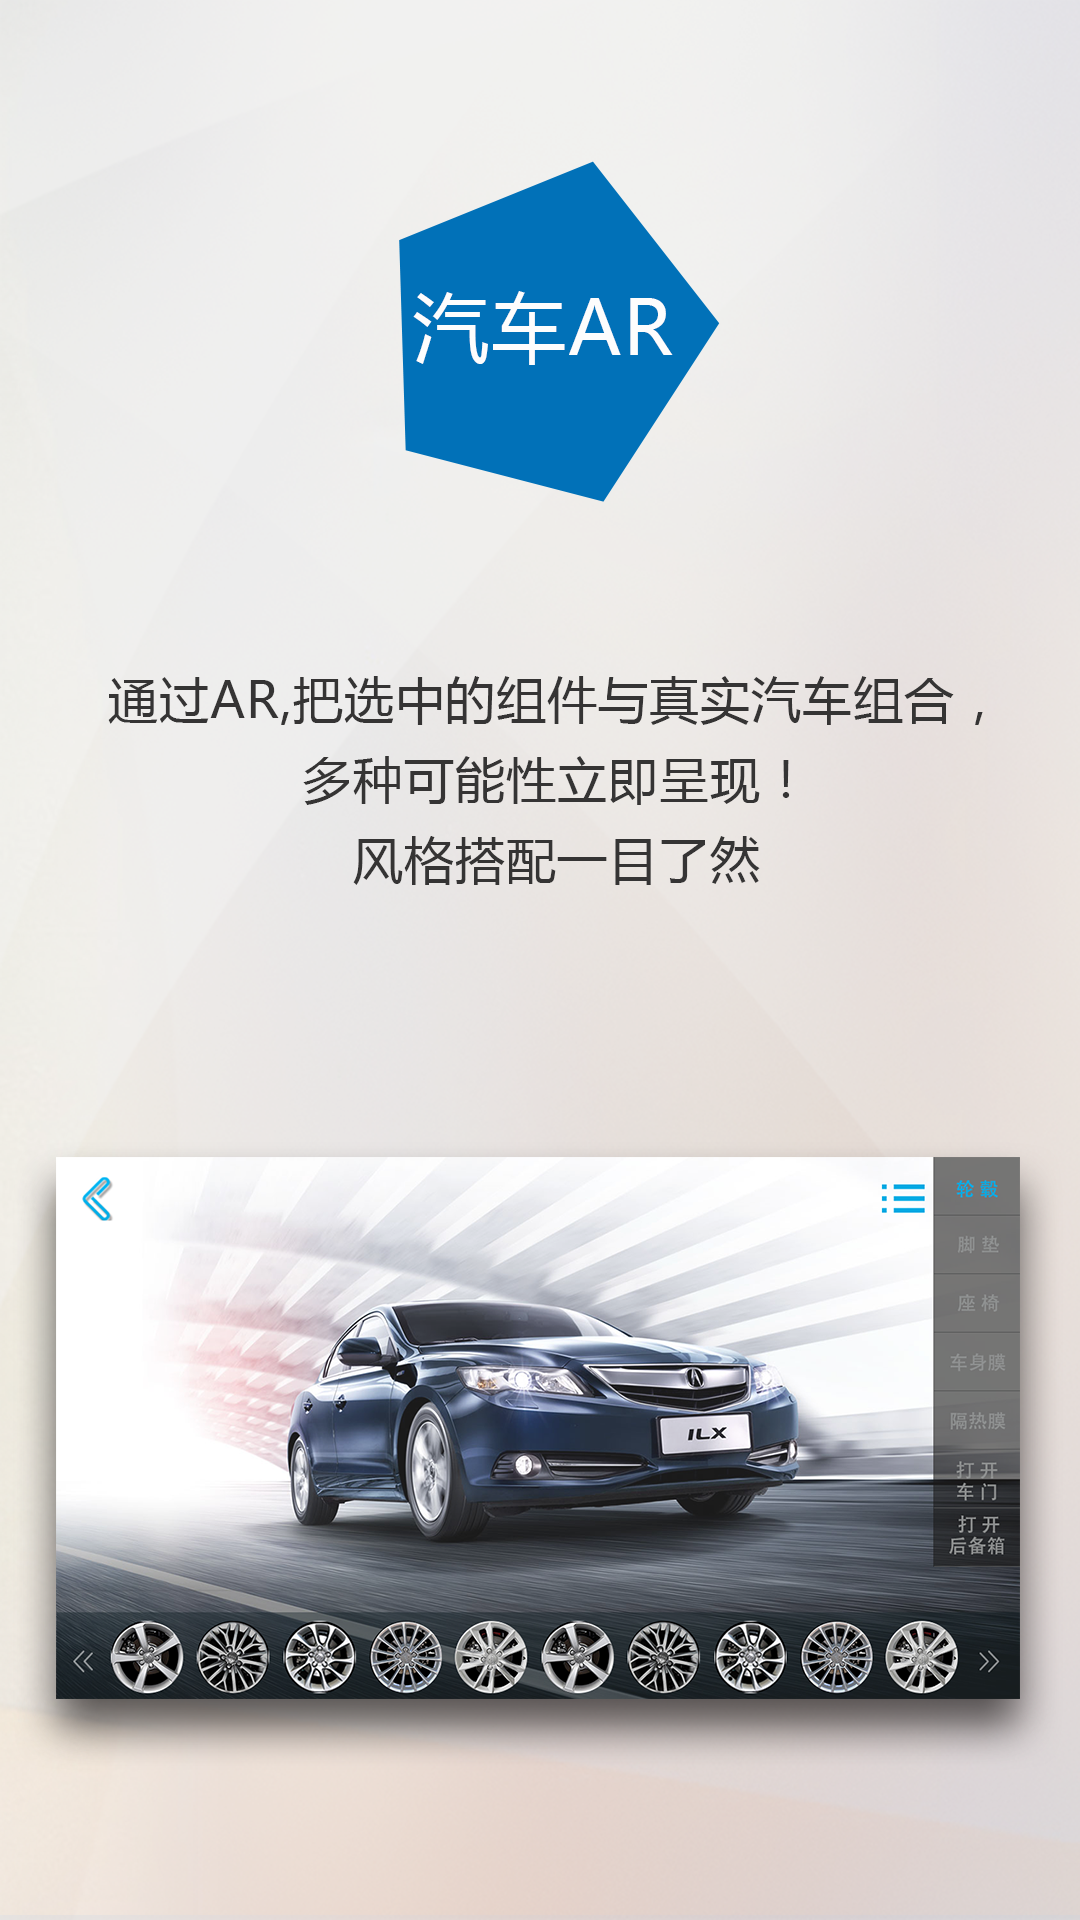 汽车AR
通过AR,把选中的组件与真实汽车组合，
多种可能性立即呈现！
风格搭配一目了然
轮毂
脚垫
座椅
车身膜
隔热膜
打开
车门
打开
后备箱
ILX